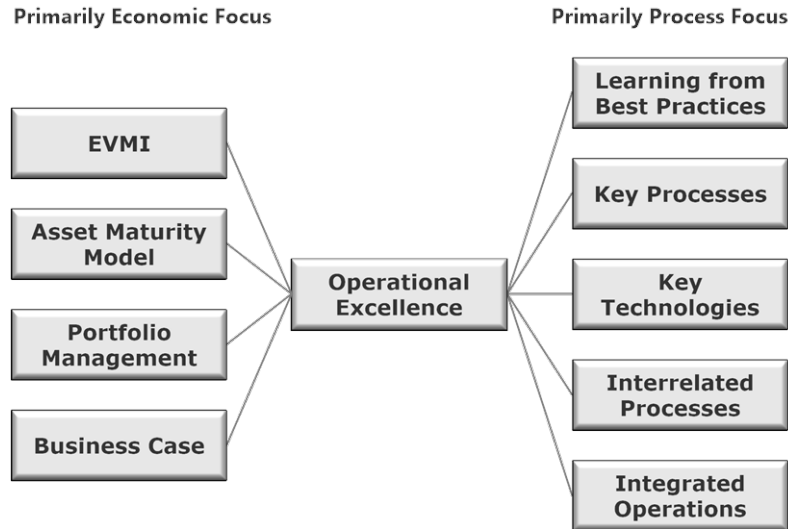 Primarily Economic Focus
Primarily Process Focus
EVMI
Asset Maturity
Model
Portfolio
Management
Business Case
Operational
Excellence
Learning from
Best Practices
Key Processes
Key
Technologies
Interrelated
Processes
Integrated
Operations